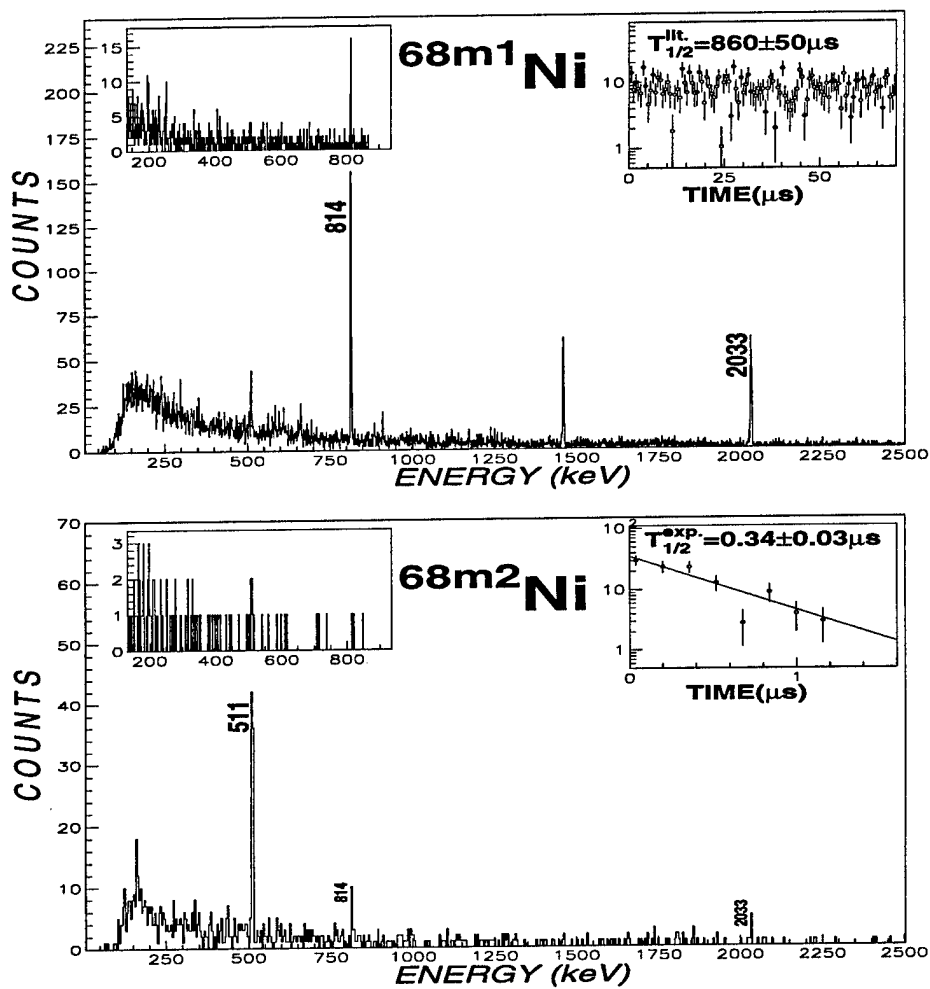 68m1Ni
T1/2lit.=860±50μs
225
200
175
150
125
100
75
50
25
0
COUNTS
15
10
5
0
200 400 600 800
10
1
0 25 50
TIME(μs)
814
2033
250 500 750 1000 1250 1500 1750 2000 2250 2500
ENERGY (keV)
68m2Ni
T1/2exp.=0.34±0.03μs
70
60
50
40
30
20
10
0
COUNTS
3
2
1
0
200 400 600 800
10²
10
1
0 1
TIME(μs)
511
814
2033
250 500 750 1000 1250 1500 1750 2000 2250 2500
ENERGY (keV)